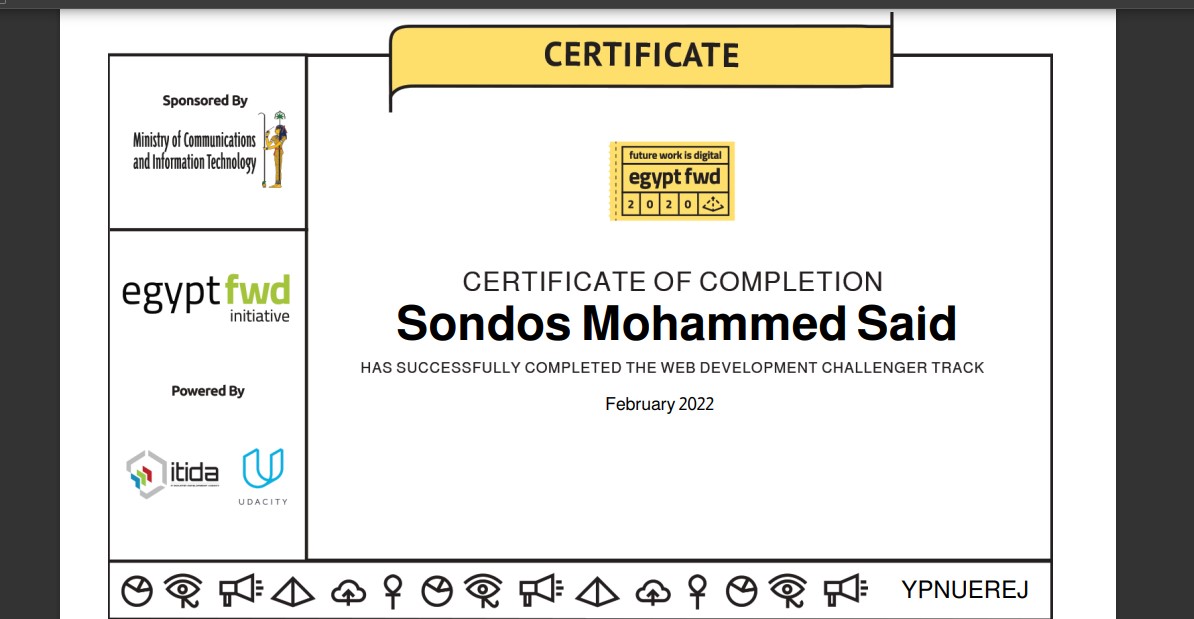 CERTIFICATE
Sponsored By
Ministry of Communications
and Information Technology
egyptfwd
initiative
Powered By
itida
UDACITY
future work is digital
egypt fwd
2 0 2 0
CERTIFICATE OF COMPLETION
Sondos Mohammed Said
HAS SUCCESSFULLY COMPLETED THE WEB DEVELOPMENT CHALLENGER TRACK
February 2022
YPNUEREJ